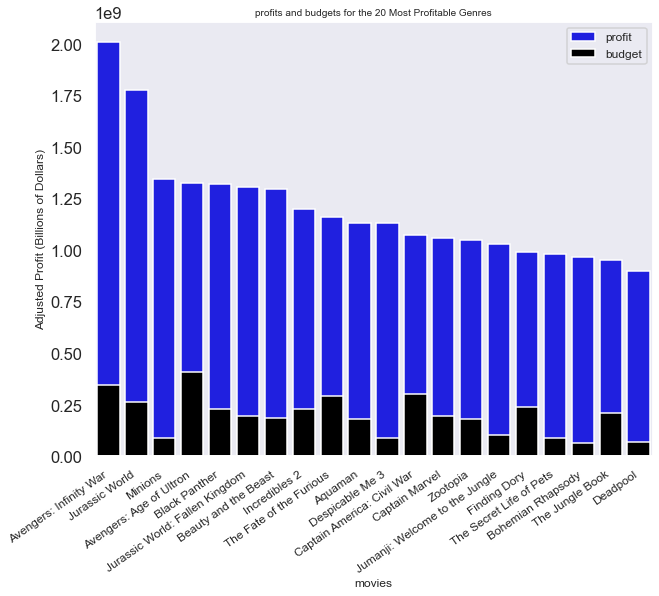 profits and budgets for the 20 Most Profitable Genres
1e9
profit
budget
Adjusted Profit (Billions of Dollars)
2.00
1.75
1.50
1.25
1.00
0.75
0.50
0.25
0.00
Avengers: Infinity War
Jurassic World
Minions
Avengers: Age of Ultron
Black Panther
Jurassic World: Fallen Kingdom
Beauty and the Beast
Incredibles 2
The Fate of the Furious
Aquaman
Despicable Me 3
Captain America: Civil War
Captain Marvel
Zootopia
Jumanji: Welcome to the Jungle
Finding Dory
The Secret Life of Pets
Bohemian Rhapsody
The Jungle Book
Deadpool
movies